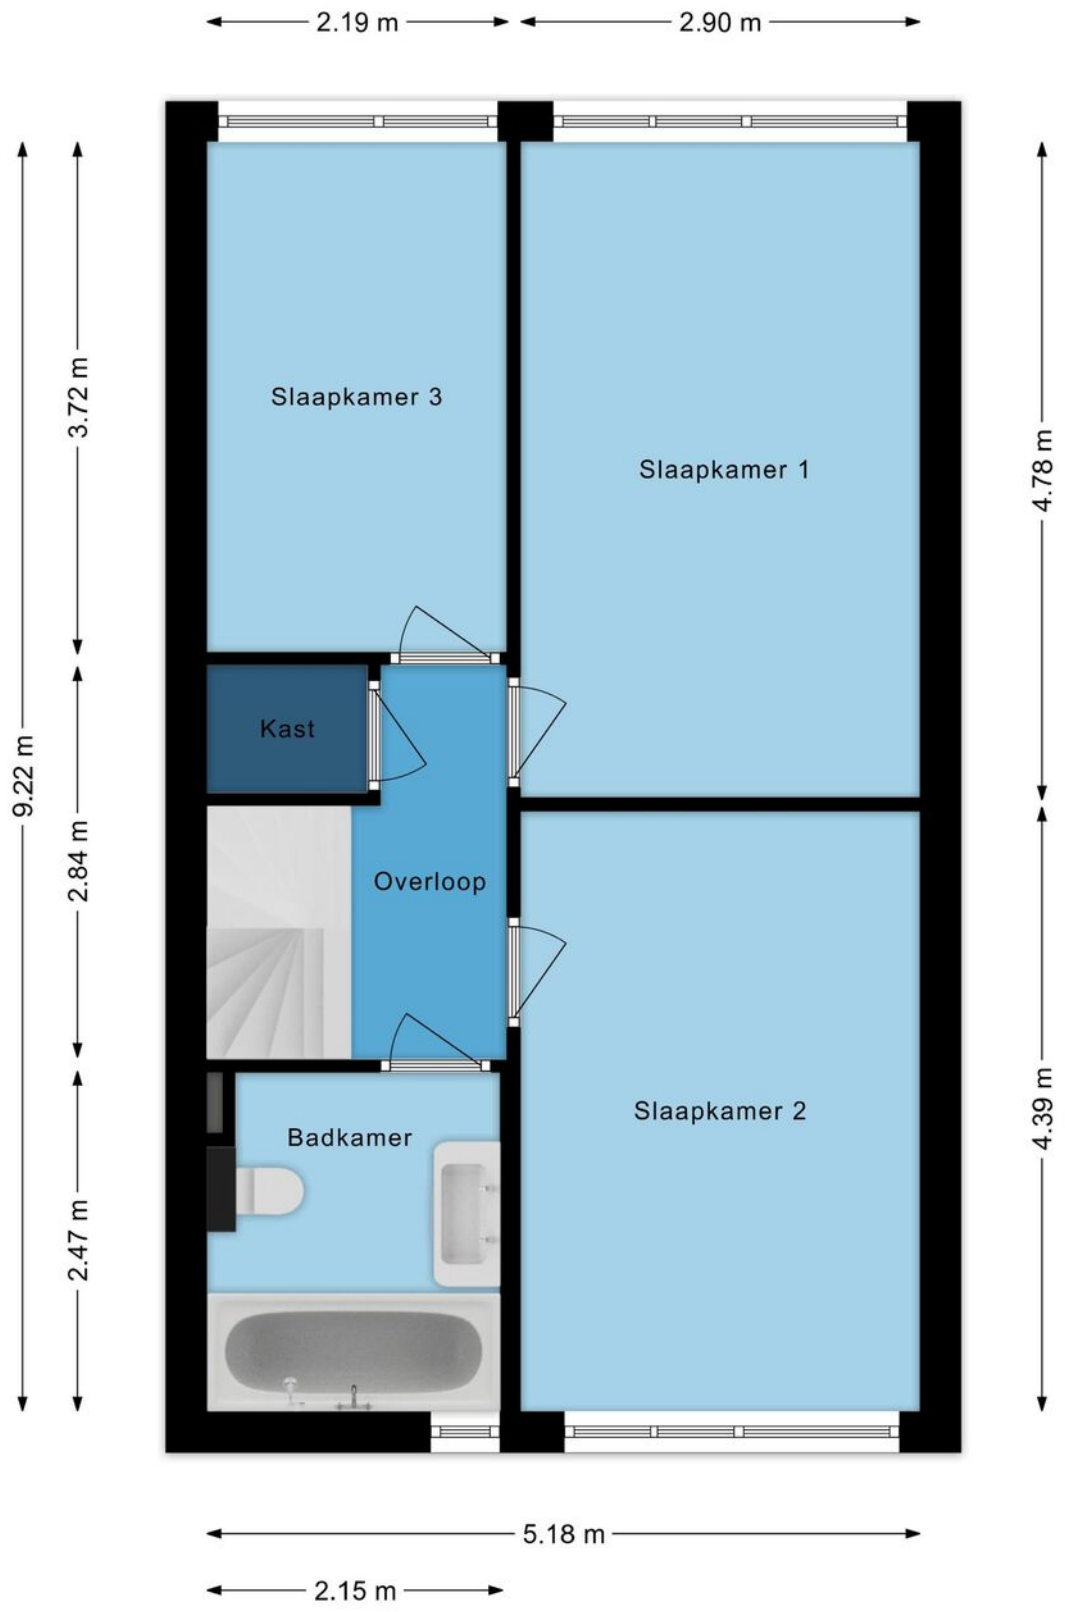 2.19 m
2.90 m
Slaapkamer 3
3.72 m
Slaapkamer 1
4.78 m
Kast
9.22 m
2.84 m
Overloop
Slaapkamer 2
4.39 m
Badkamer
2.47 m
5.18 m
2.15 m